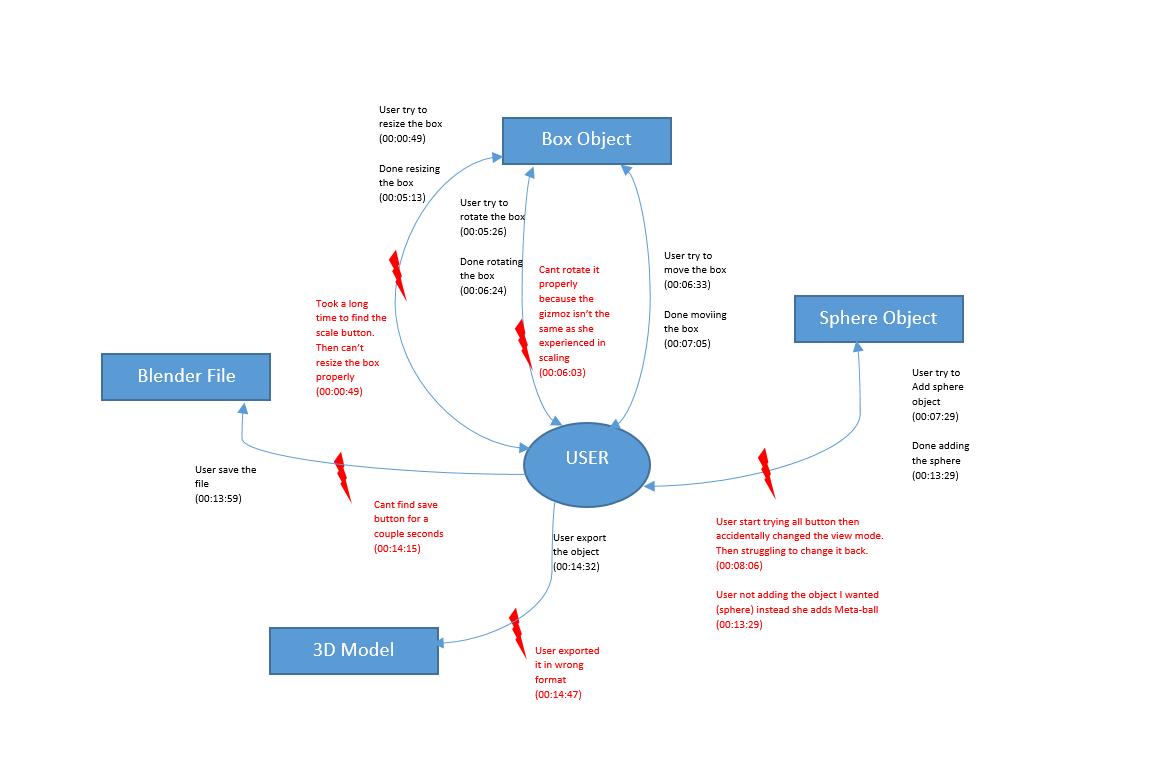 User try to
resize the box
(00:00:49)
Done resizing
the box
(00:05:13)
Box Object
User try to
rotate the box
(00:05:26)
Done rotating
the box
(00:06:24)
Cant rotate it
properly
because the
gizmoz isn't the
same as she
experienced in
scaling
(00:06:03)
User try to
move the box
(00:06:33)
Done moviing
the box
(00:07:05)
Took a long
time to find the
scale button.
Then can't
resize the box
properly
(00:00:49)
Sphere Object
User try to
Add sphere
object
(00:07:29)
Done adding
the sphere
(00:13:29)
Blender File
USER
User save the
file
(00:13:59)
Cant find save
button for a
couple seconds
(00:14:15)
User start trying all button then
accidentally changed the view mode.
Then struggling to change it back.
(00:08:06)
User not adding the object I wanted
(sphere) instead she adds Meta-ball
(00:13:29)
User export
the object
(00:14:32)
3D Model
User exported
it in wrong
format
(00:14:47)